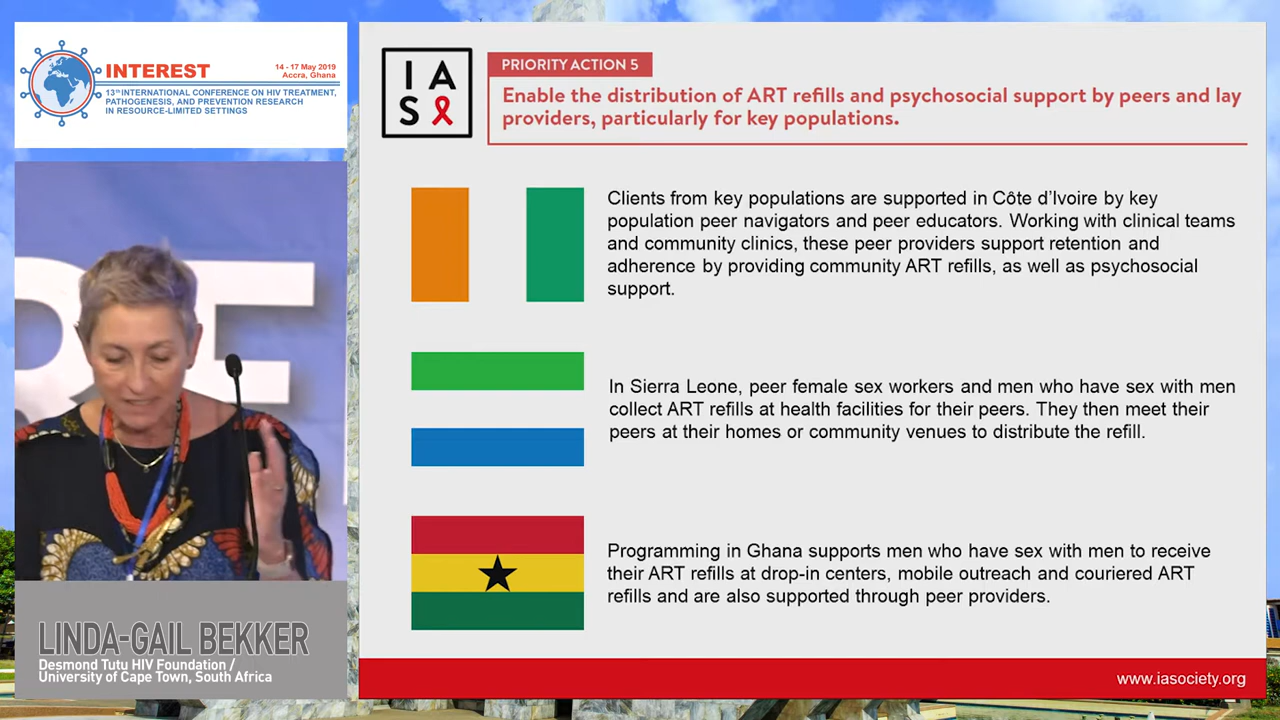 INTEREST
14 - 17 May 2019
Accra, Ghana
13th INTERNATIONAL CONFERENCE ON HIV TREATMENT,
PATHOGENESIS, AND PREVENTION RESEARCH
IN RESOURCE-LIMITED SETTINGS
LINDA-GAIL BEKKER
Desmond Tutu HIV Foundation /
University of Cape Town, South Africa
I A
S
PRIORITY ACTION 5
Enable the distribution of ART refills and psychosocial support by peers and lay
providers, particularly for key populations.
Clients from key populations are supported in Côte d’Ivoire by key
population peer navigators and peer educators. Working with clinical teams
and community clinics, these peer providers support retention and
adherence by providing community ART refills, as well as psychosocial
support.
In Sierra Leone, peer female sex workers and men who have sex with men
collect ART refills at health facilities for their peers. They then meet their
peers at their homes or community venues to distribute the refill.
Programming in Ghana supports men who have sex with men to receive
their ART refills at drop-in centers, mobile outreach and couriered ART
refills and are also supported through peer providers.
www.iasociety.org